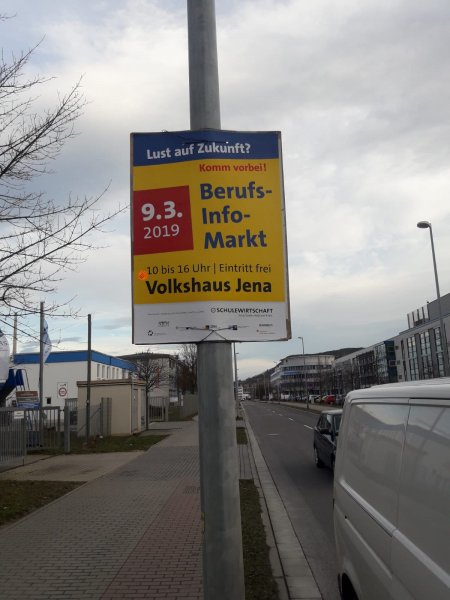 Lust auf Zukunft?
Komm vorbei!
9.3.
2019
Berufs-
Info-
Markt
10 bis 16 Uhr | Eintritt frei
Volkshaus Jena
SCHULEWIRTSCHAFT